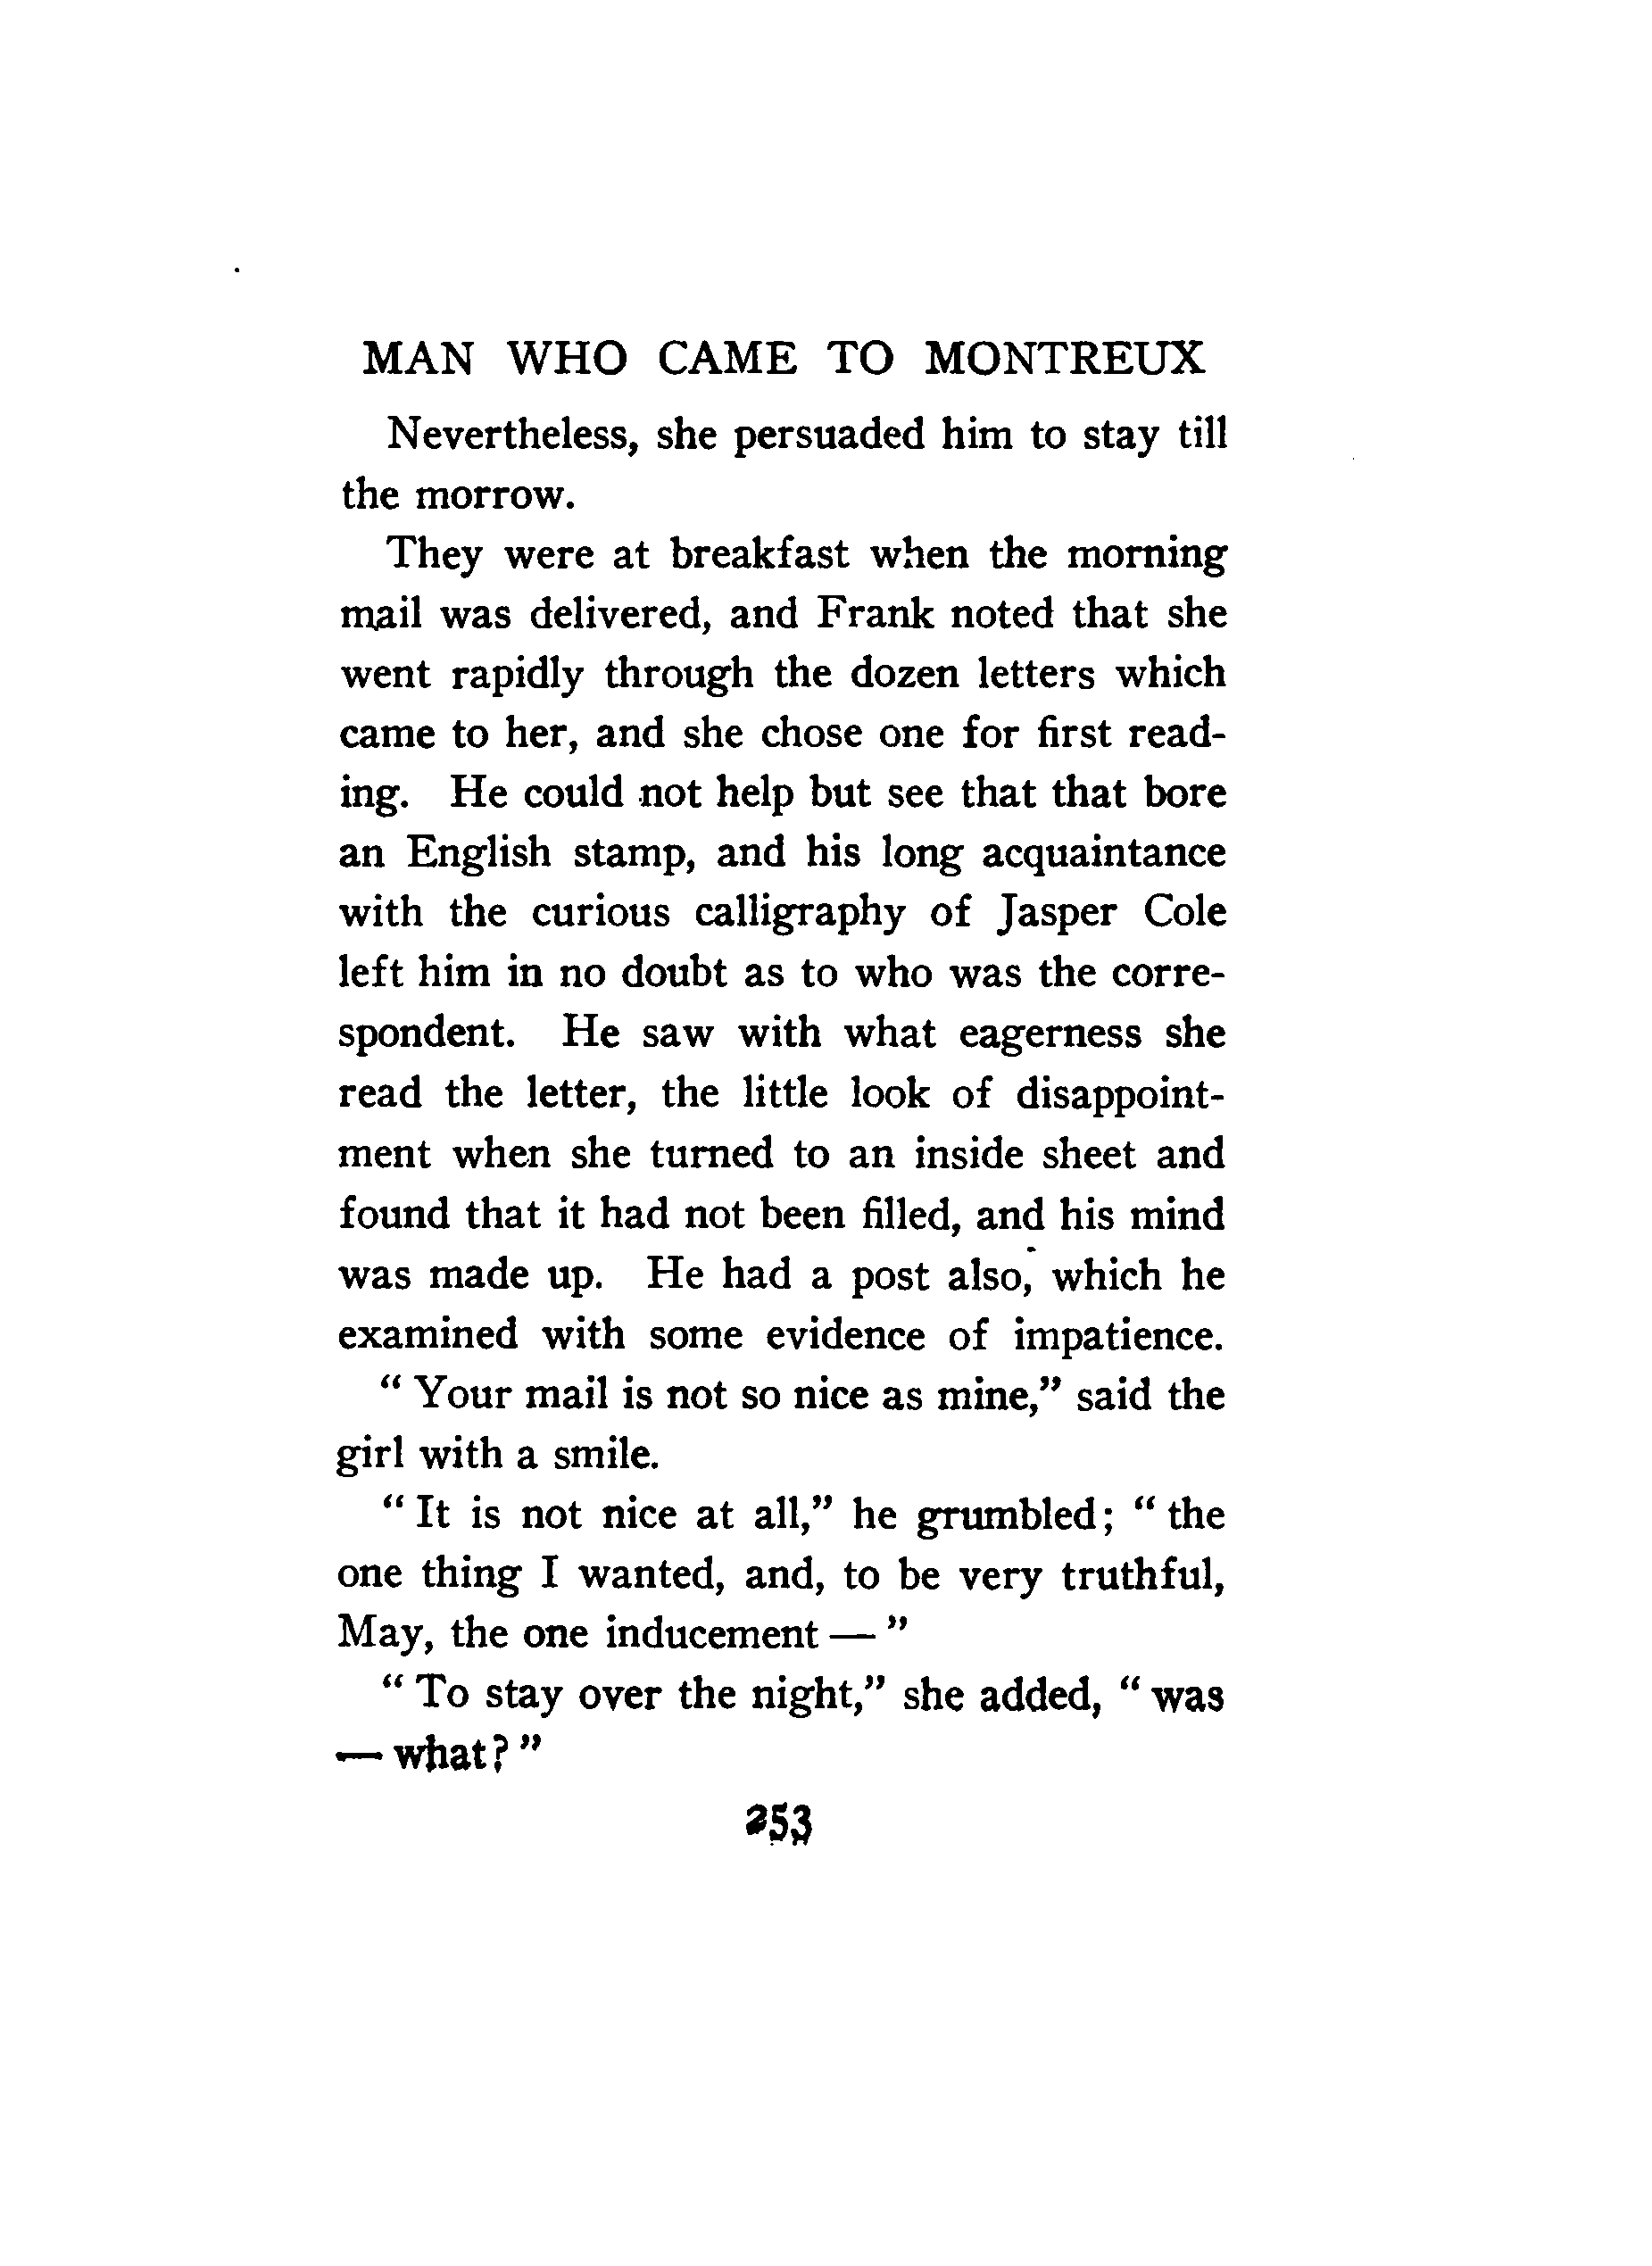 MAN WHO CAME TO MONTREUX
Nevertheless, she persuaded him to stay till
the morrow.
They were at breakfast when the morning
mail was delivered, and Frank noted that she
went rapidly through the dozen letters which
came to her, and she chose one for first read-
ing. He could not help but see that that bore
an English stamp, and his long acquaintance
with the curious calligraphy of Jasper Cole
left him in no doubt as to who was the corre-
spondent. He saw with what eagerness she
read the letter, the little look of disappoint-
ment when she turned to an inside sheet and
found that it had not been filled, and his mind
was made up. He had a post also, which he
examined with some evidence of impatience.
“ Your mail is not so nice as mine,” said the
girl with a smile.
“ It is not nice at all,” he grumbled; “ the
one thing I wanted, and, to be very truthful,
May, the one inducement — ”
“ To stay over the night,” she added, “ was
— what? ”
253